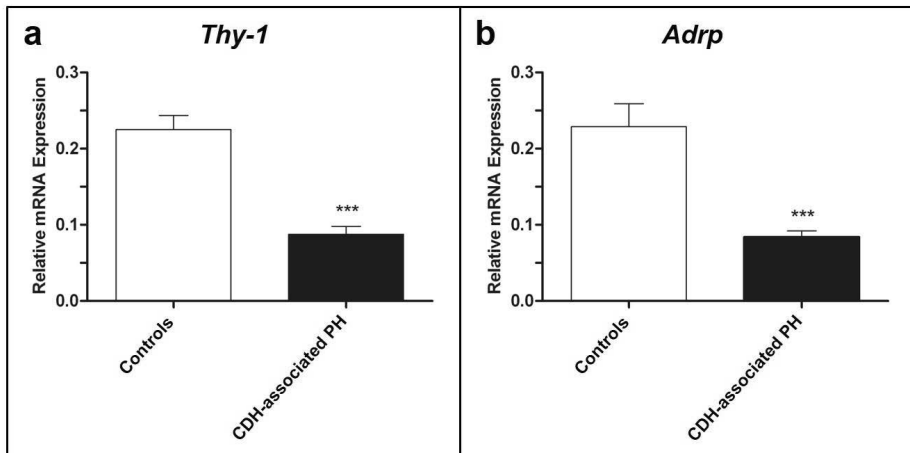 a
Thy-1
Relative mRNA Expression
0.3
0.2
0.1
0.0
***
Controls
CDH-associated PH
b
Adrp
Relative mRNA Expression
0.3
0.2
0.1
0.0
***
Controls
CDH-associated PH